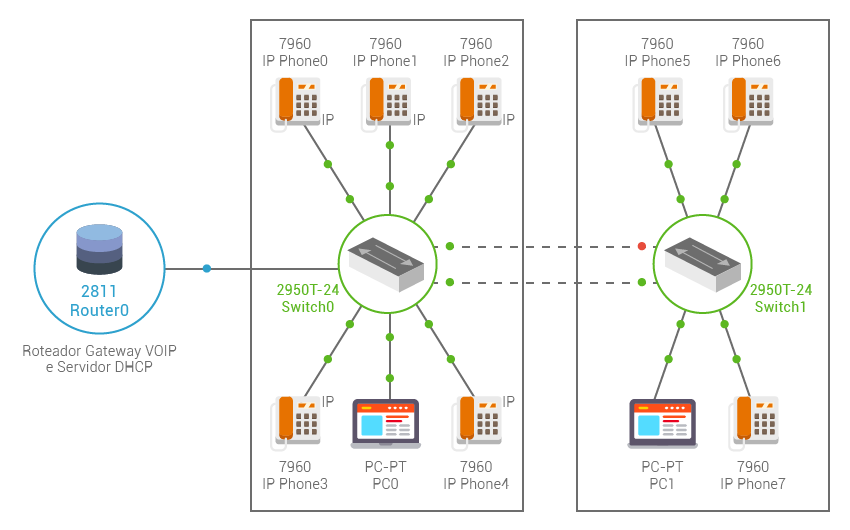 7960
IP Phone0
7960
IP Phone1
7960
IP Phone2
7960
IP Phone5
7960
IP Phone6
IP
IP
IP
2811
Router0
Roteador Gateway VOIP
e Servidor DHCP
2950T-24
Switch0
2950T-24
Switch1
IP
IP
7960
IP Phone3
PC-PT
PC0
7960
IP Phone4
PC-PT
PC1
7960
IP Phone7